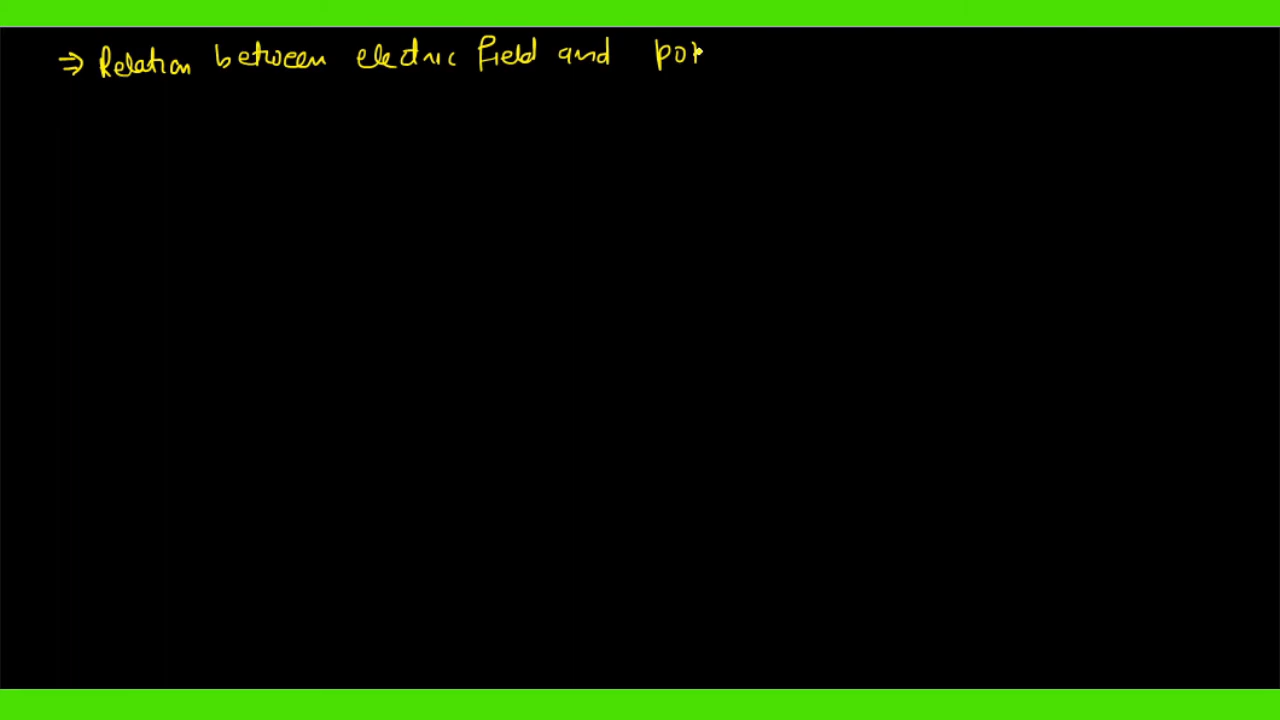 ⇒ Relation between electric field and pot